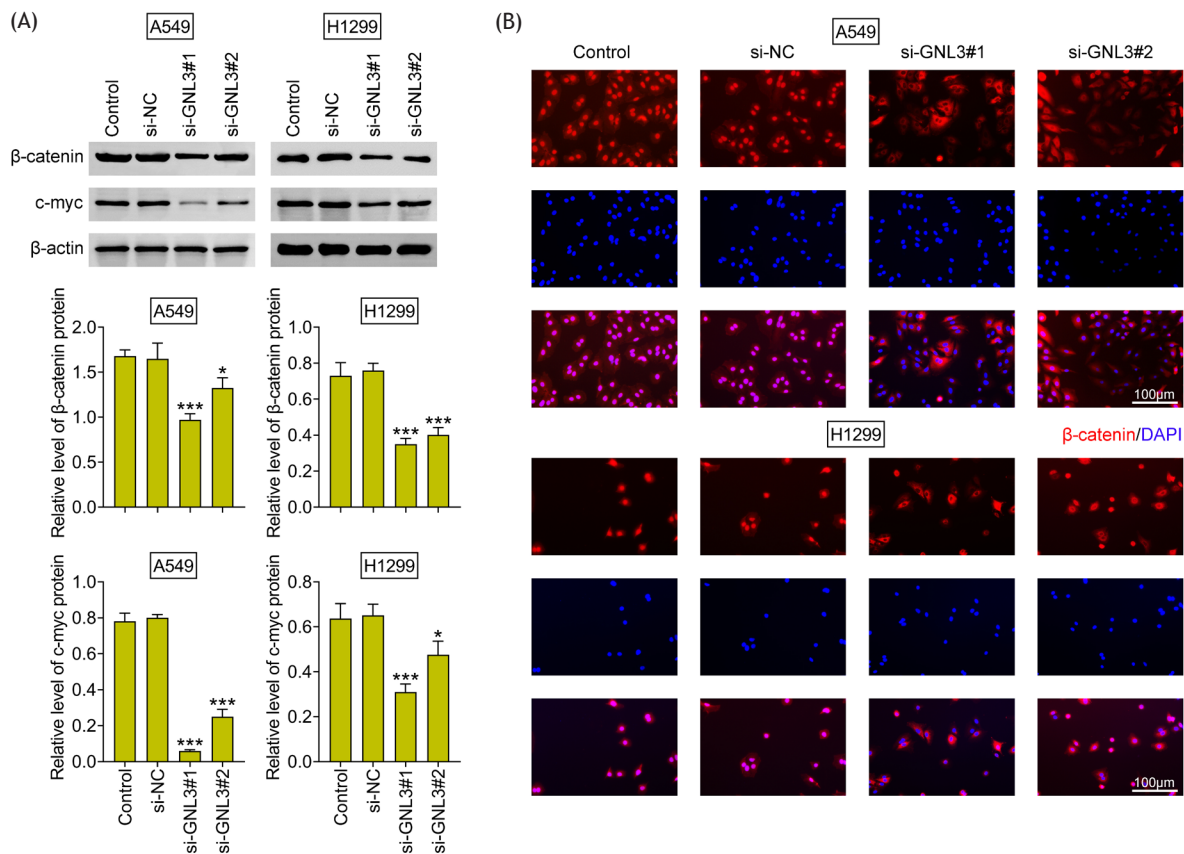 (A)
A549
H1299
Control
si-NC
si-GNL3#1
si-GNL3#2
Control
si-NC
si-GNL3#1
si-GNL3#2
β-catenin
c-myc
β-actin
A549
Relative level of β-catenin protein
2.0
1.5
1.0
0.5
0.0
***
*
H1299
Relative level of β-catenin protein
1.0
0.8
0.6
0.4
0.2
0.0
***
***
A549
Relative level of c-myc protein
1.0
0.8
0.6
0.4
0.2
0.0
***
***
Control
si-NC
si-GNL3#1
si-GNL3#2
H1299
Relative level of c-myc protein
0.8
0.6
0.4
0.2
0.0
***
*
Control
si-NC
si-GNL3#1
si-GNL3#2
(B)
A549
Control
si-NC
si-GNL3#1
si-GNL3#2
100μm
H1299
β-catenin/DAPI
100μm